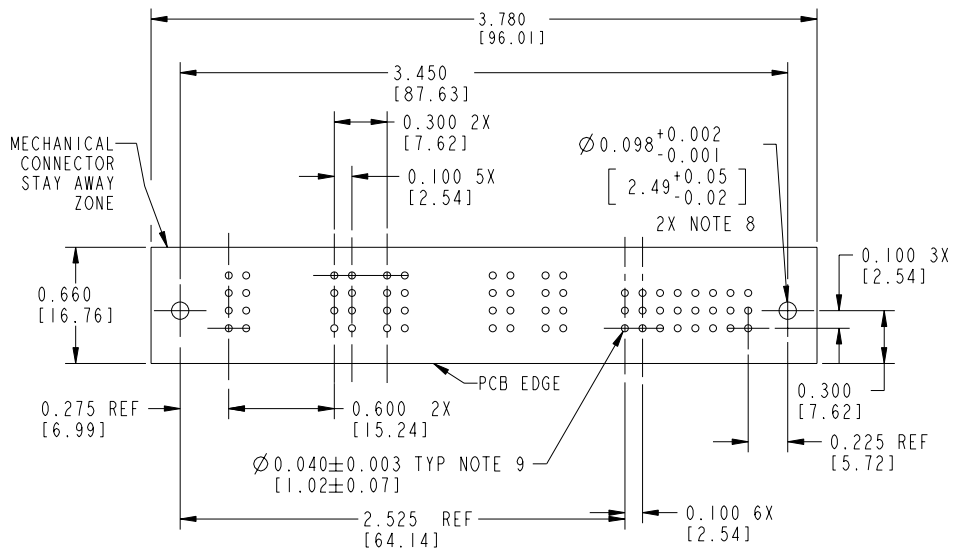 3.780
[96.01]
3.450
[87.63]
0.300 2X
[7.62]
0.100 5X
[2.54]
MECHANICAL
CONNECTOR
STAY AWAY
ZONE
Ø0.098 +0.002
-0.001
[2.49 +0.05
-0.02]
2X NOTE 8
0.100 3X
[2.54]
0.660
[16.76]
PCB EDGE
0.300
[7.62]
0.275 REF
[6.99]
0.600 2X
[15.24]
0.225 REF
[5.72]
Ø0.040±0.003 TYP NOTE 9
[1.02±0.07]
2.525 REF
[64.14]
0.100 6X
[2.54]